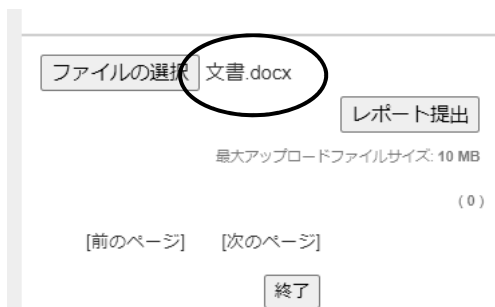 ファイルの選択 文書.docx
レポート提出
最大アップロードファイルサイズ: 10 MB
( 0 )
[前のページ] [次のページ]
終了